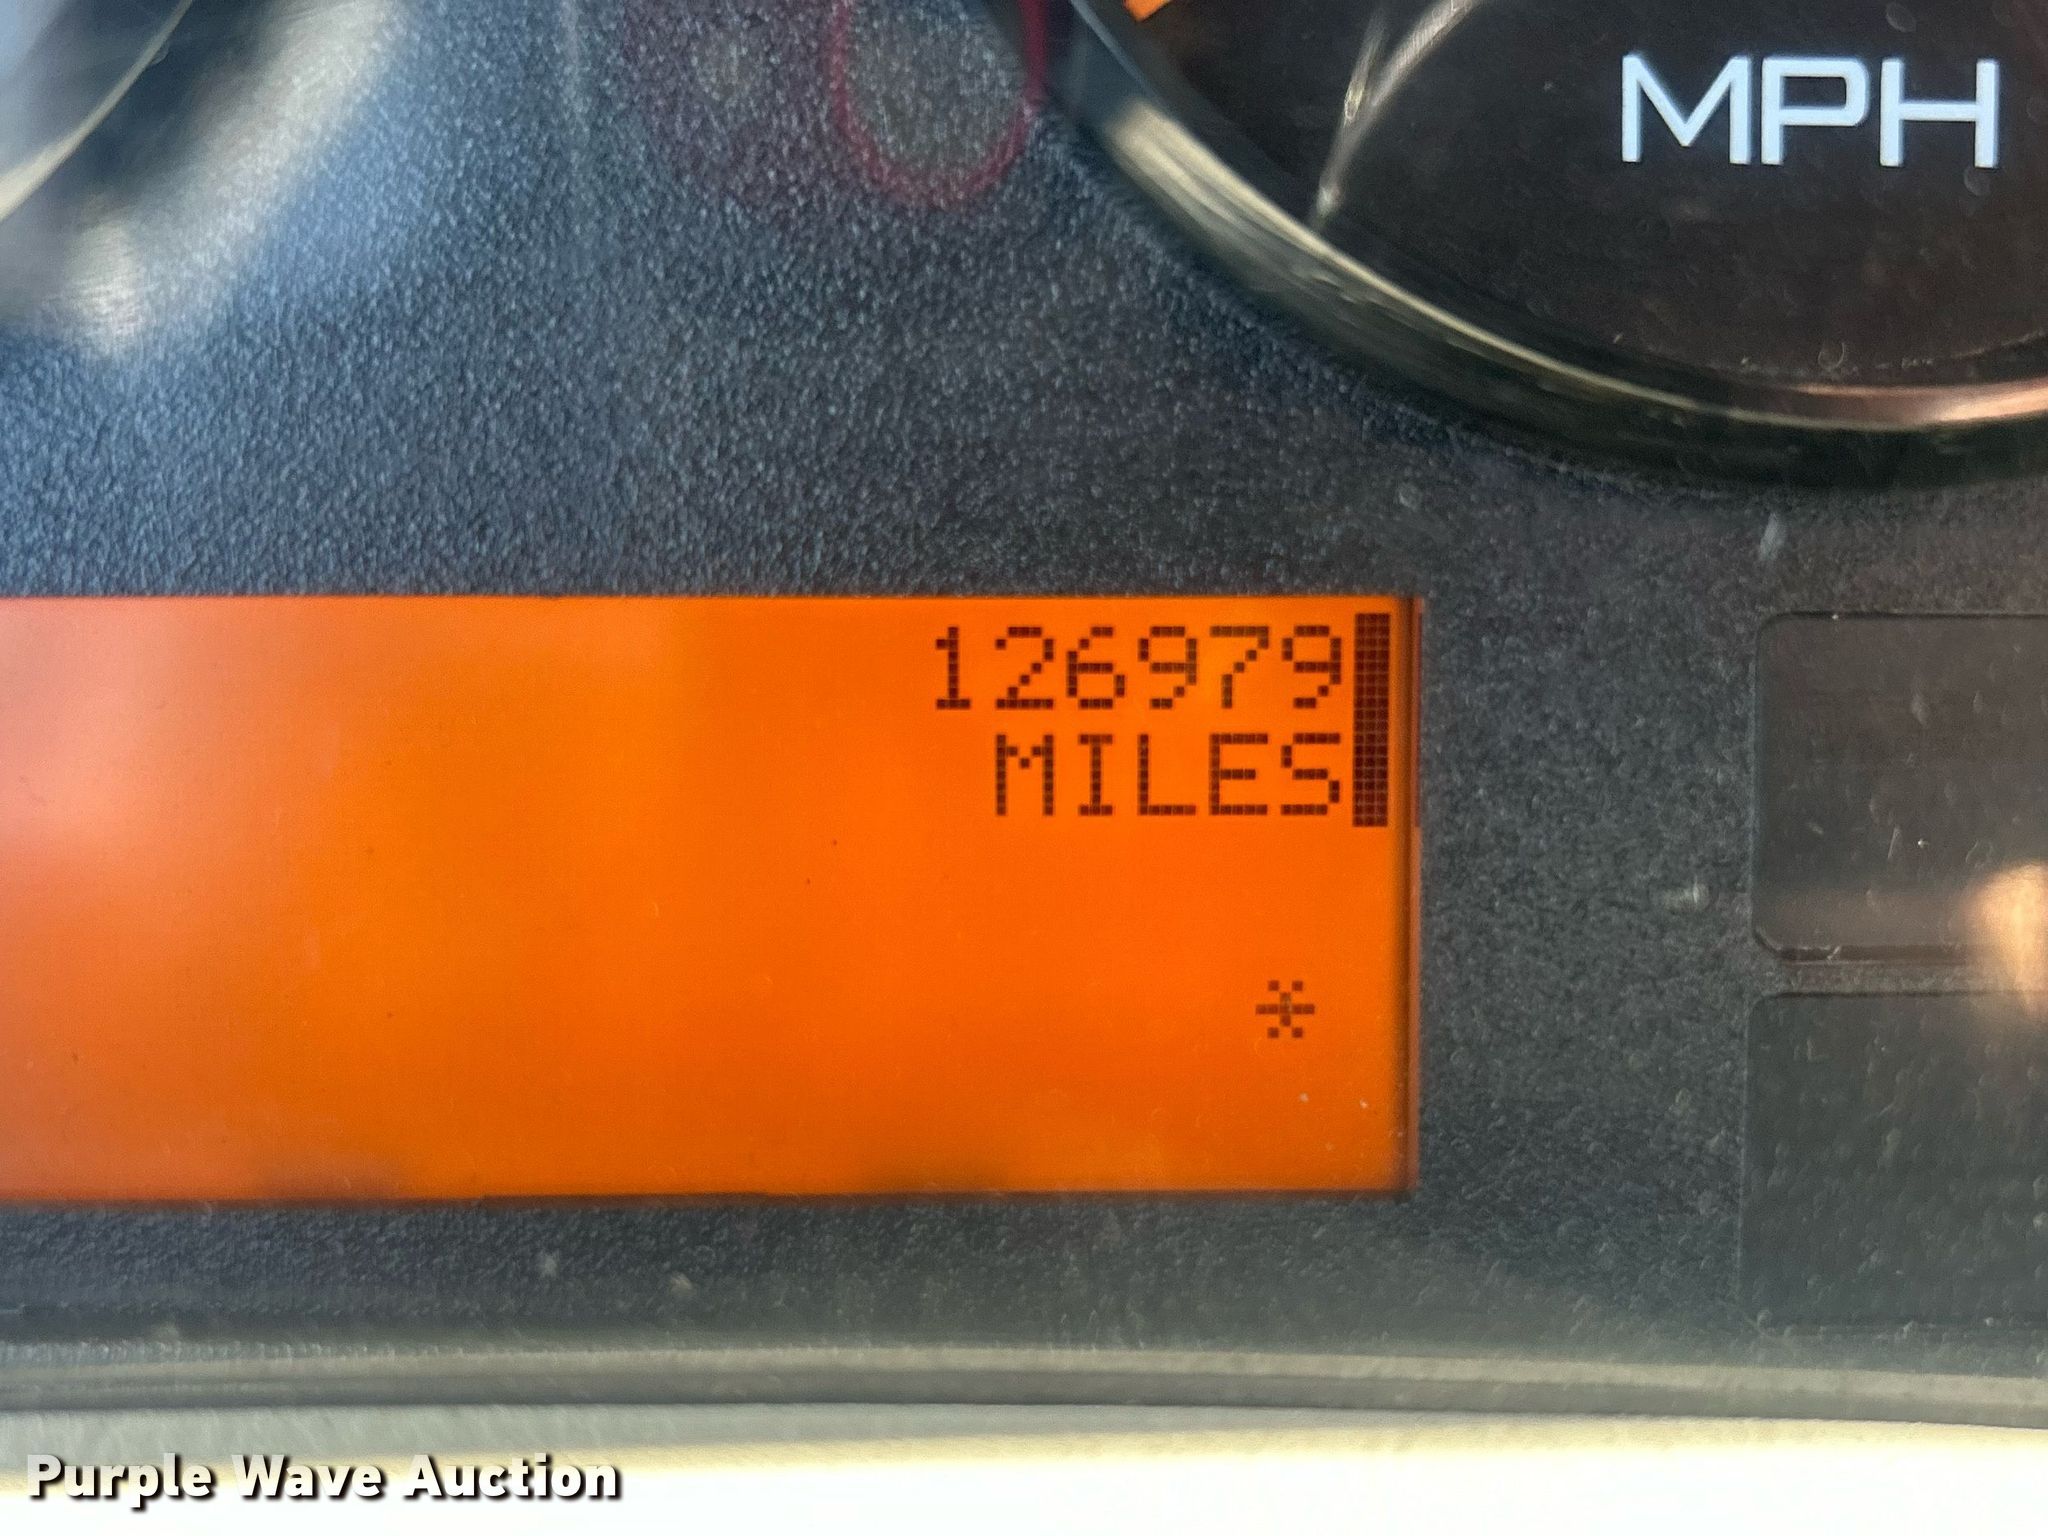 MPH
126979
MILES
*
Purple Wave Auction